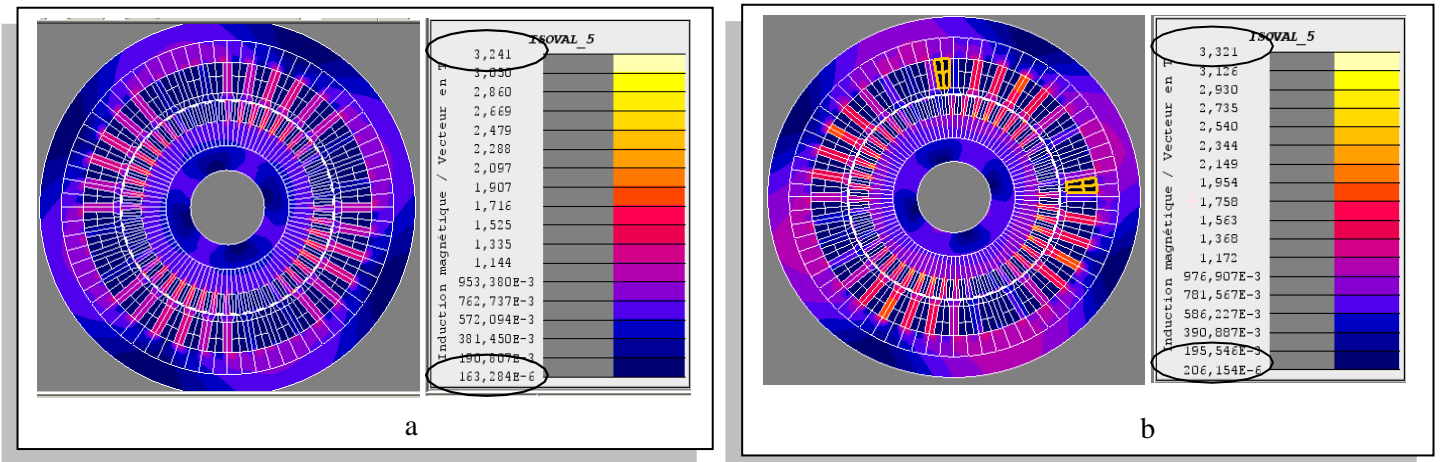 ISOVAL_5
3,241
3,050
2,860
2,669
2,479
2,288
2,097
1,907
1,716
1,525
1,335
1,144
953,380E-3
762,737E-3
572,094E-3
381,450E-3
190,807E-3
163,284E-6
Induction magnétique / Vecteur en T
a
ISOVAL_5
3,321
3,126
2,930
2,735
2,540
2,344
2,149
1,954
1,758
1,563
1,368
1,172
976,907E-3
781,567E-3
586,227E-3
390,887E-3
195,546E-3
206,154E-6
Induction magnétique / Vecteur en T
b